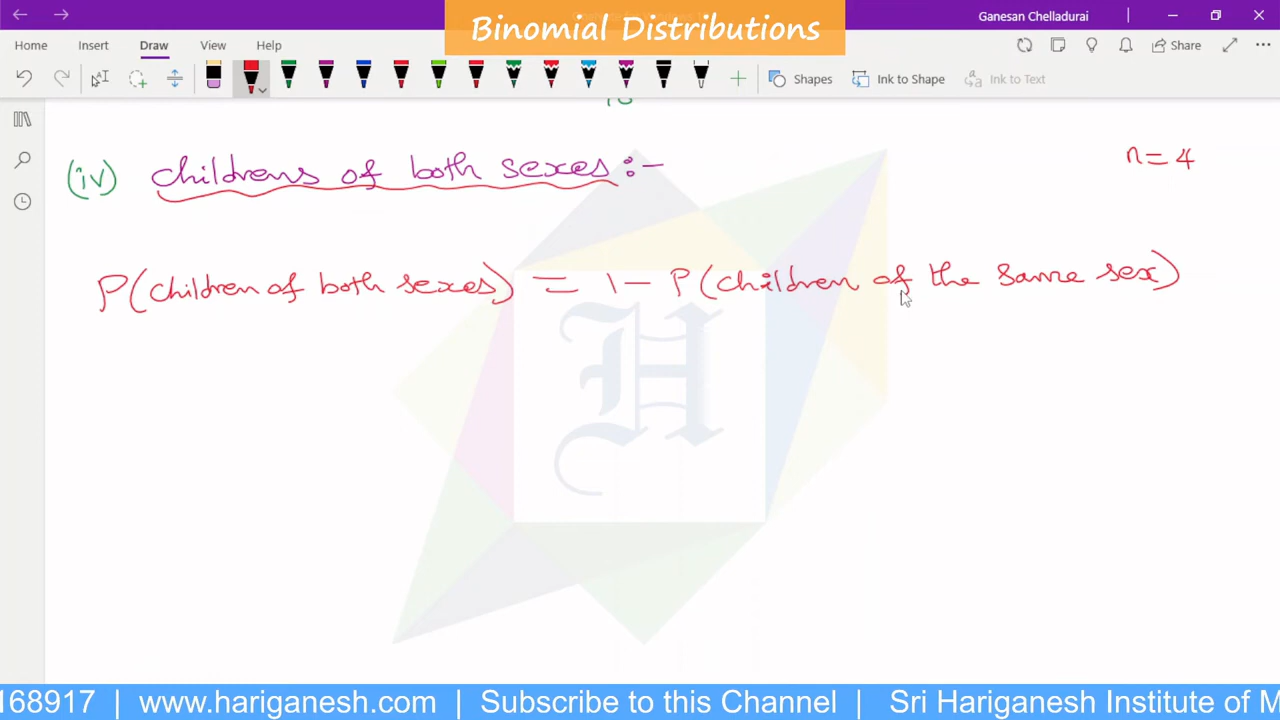 Binomial Distributions
Ganesan Chelladurai
Home Insert Draw View Help
Share
Shapes
Ink to Shape
Ink to Text
(iv) childrens of both sexes :-
n = 4
P(children of both sexes) = 1 - P(children of the same sex)
H
168917 | www.hariganesh.com | Subscribe to this Channel | Sri Hariganesh Institute of M